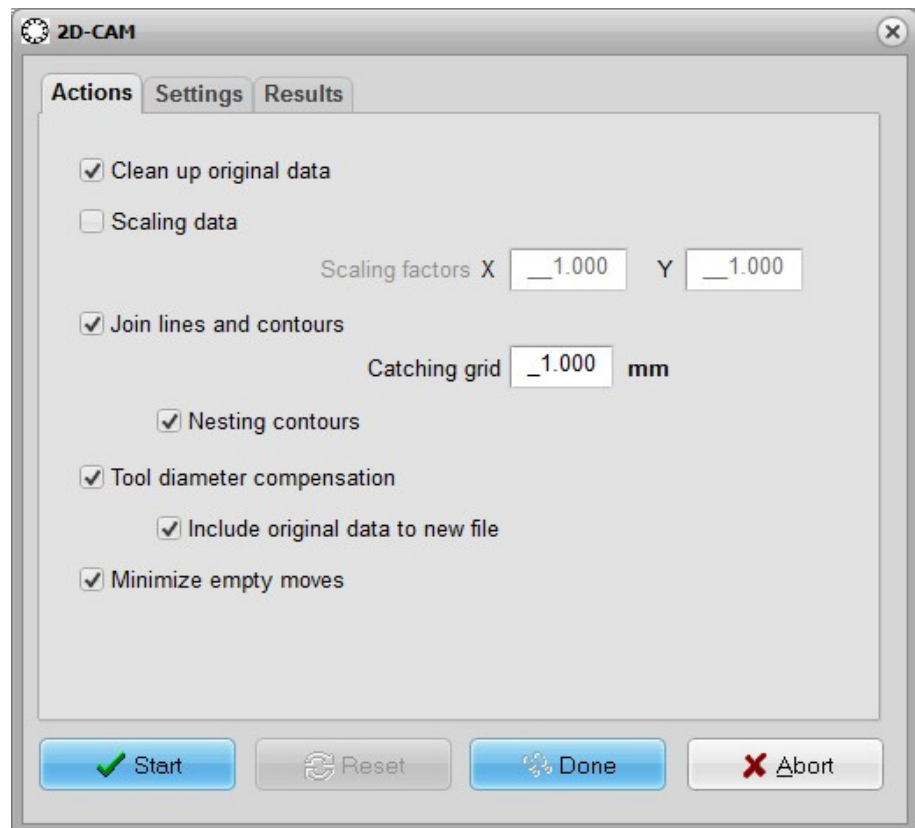 2D-CAM
Actions Settings Results
Clean up original data
Scaling data
Scaling factors X __1.000 Y __1.000
Join lines and contours
Catching grid _1.000 mm
Nesting contours
Tool diameter compensation
Include original data to new file
Minimize empty moves
Start Reset Done Abort